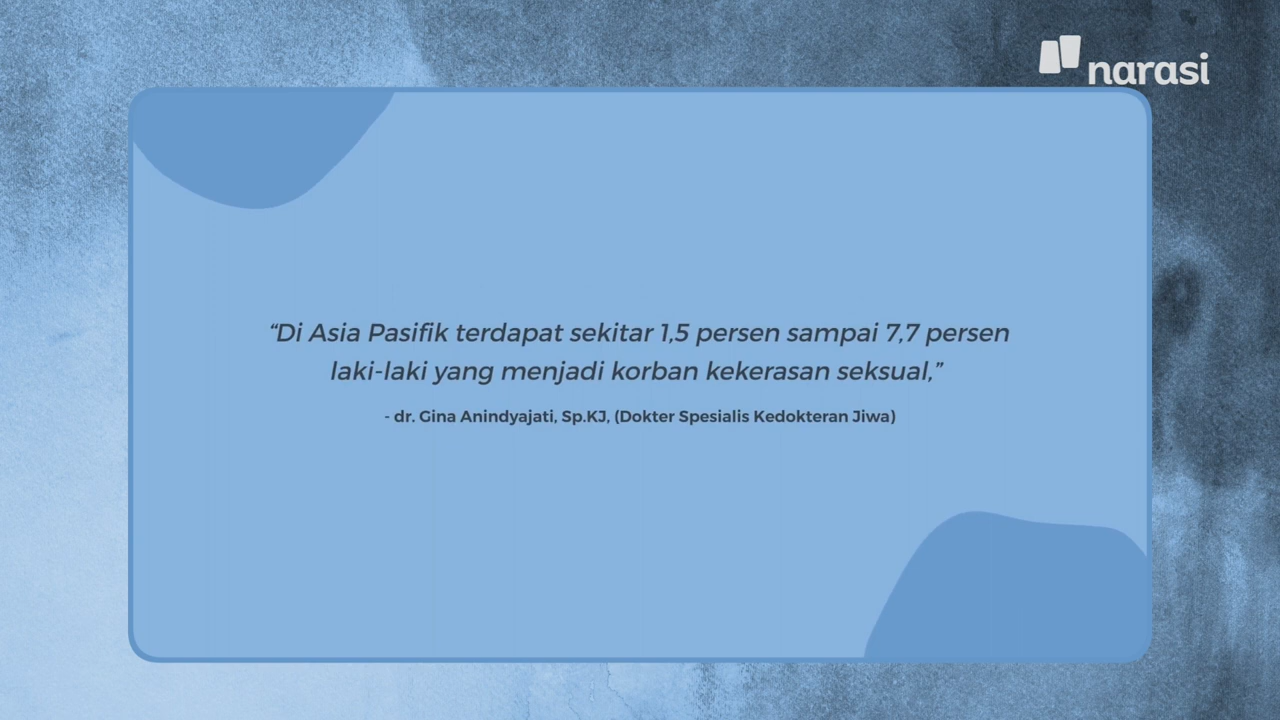 narasi
“Di Asia Pasifik terdapat sekitar 1,5 persen sampai 7,7 persen
laki-laki yang menjadi korban kekerasan seksual,”
- dr. Gina Anindyajati, Sp.KJ, (Dokter Spesialis Kedokteran Jiwa)